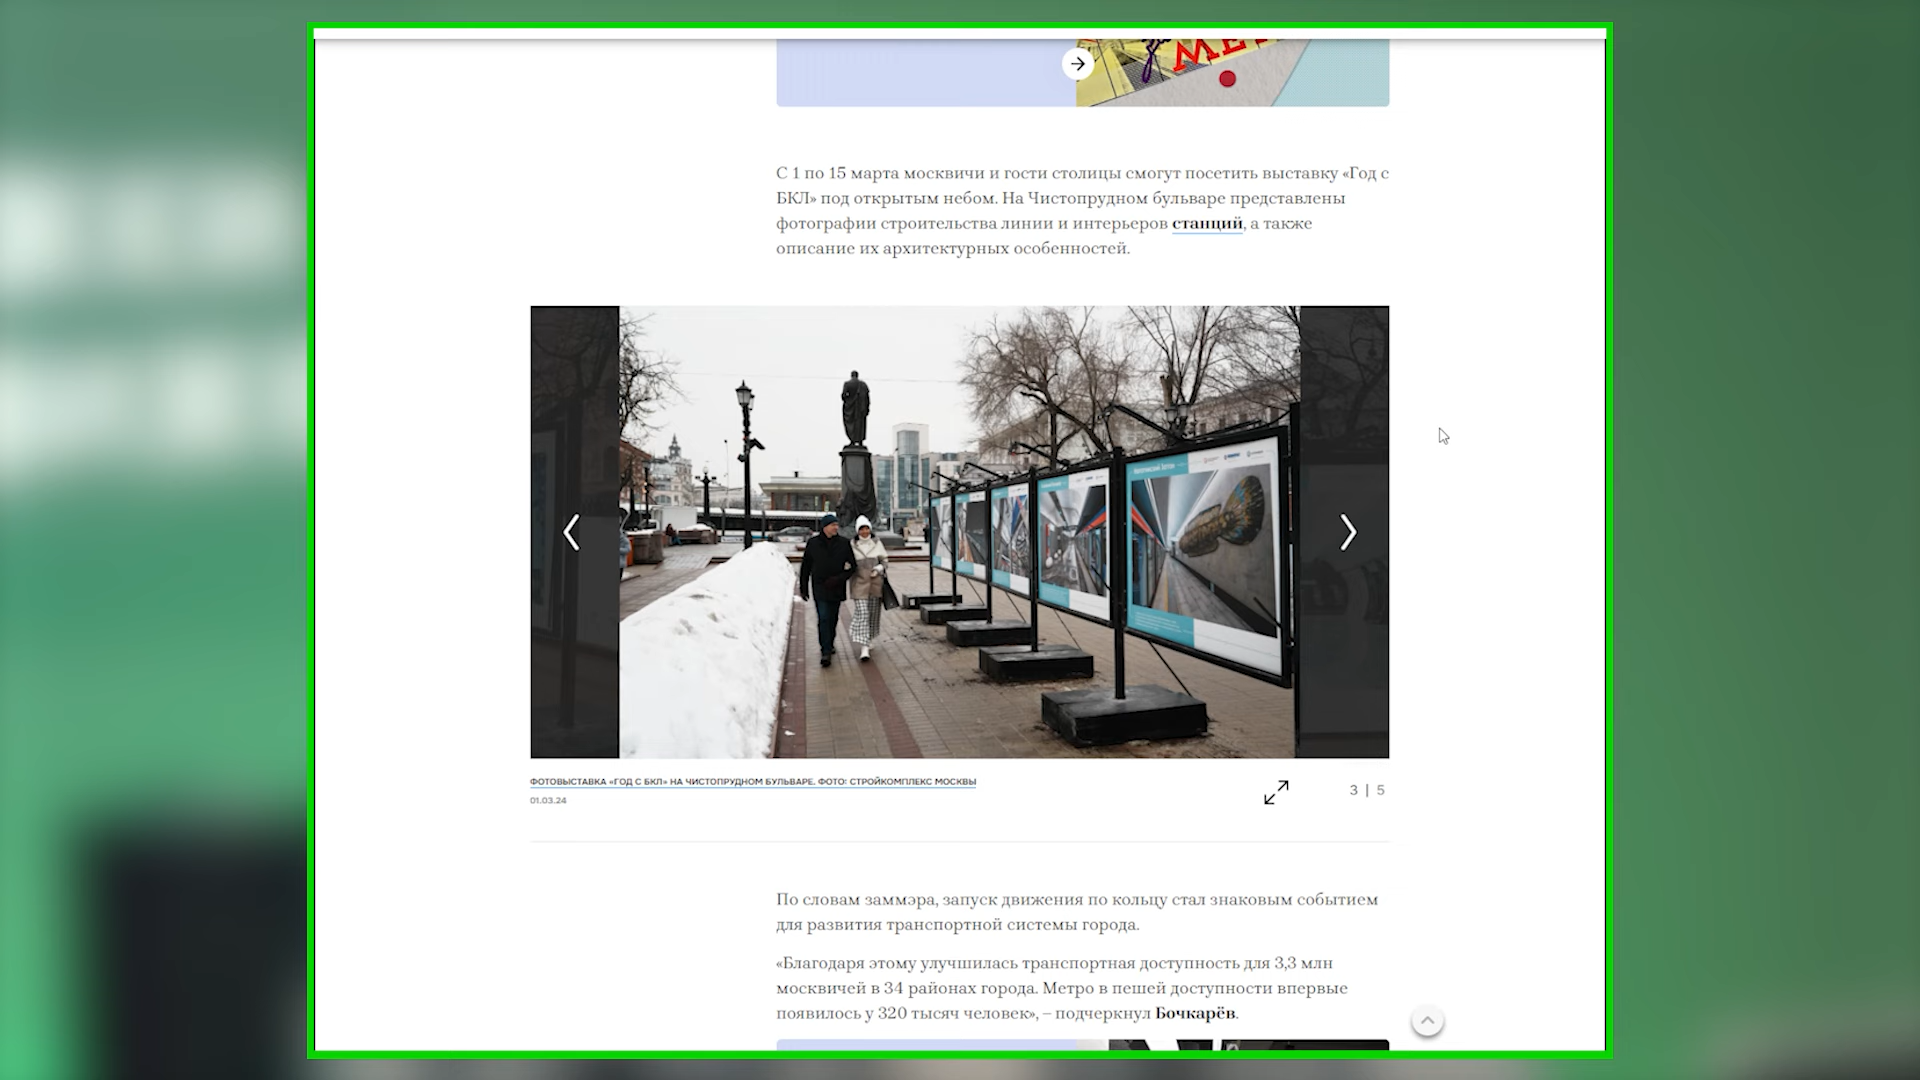 МЕ
С 1 по 15 марта москвичи и гости столицы смогут посетить выставку «Год с
БКЛ» под открытым небом. На Чистопрудном бульваре представлены
фотографии строительства линии и интерьеров станций, а также
описание их архитектурных особенностей.
ФОТОВЫСТАВКА «ГОД С БКЛ» НА ЧИСТОПРУДНОМ БУЛЬВАРЕ. ФОТО: СТРОЙКОМПЛЕКС МОСКВЫ
01.03.24
3 | 5
По словам заммэра, запуск движения по кольцу стал знаковым событием
для развития транспортной системы города.
«Благодаря этому улучшилась транспортная доступность для 3,3 млн
москвичей в 34 районах города. Метро в пешей доступности впервые
появилось у 320 тысяч человек», – подчеркнул Бочкарёв.